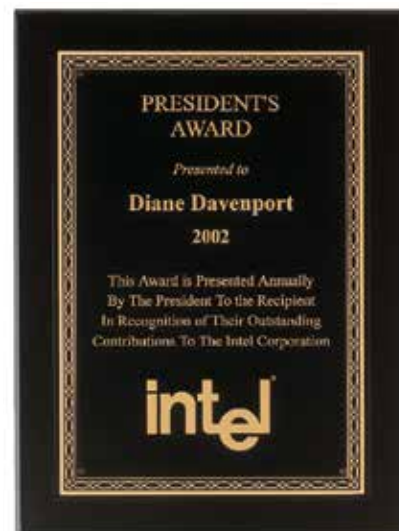 PRESIDENT'S
AWARD
Presented to
Diane Davenport
2002
This Award is Presented Annually
By The President To the Recipient
In Recognition of Their Outstanding
Contributions To The Intel Corporation
intel®